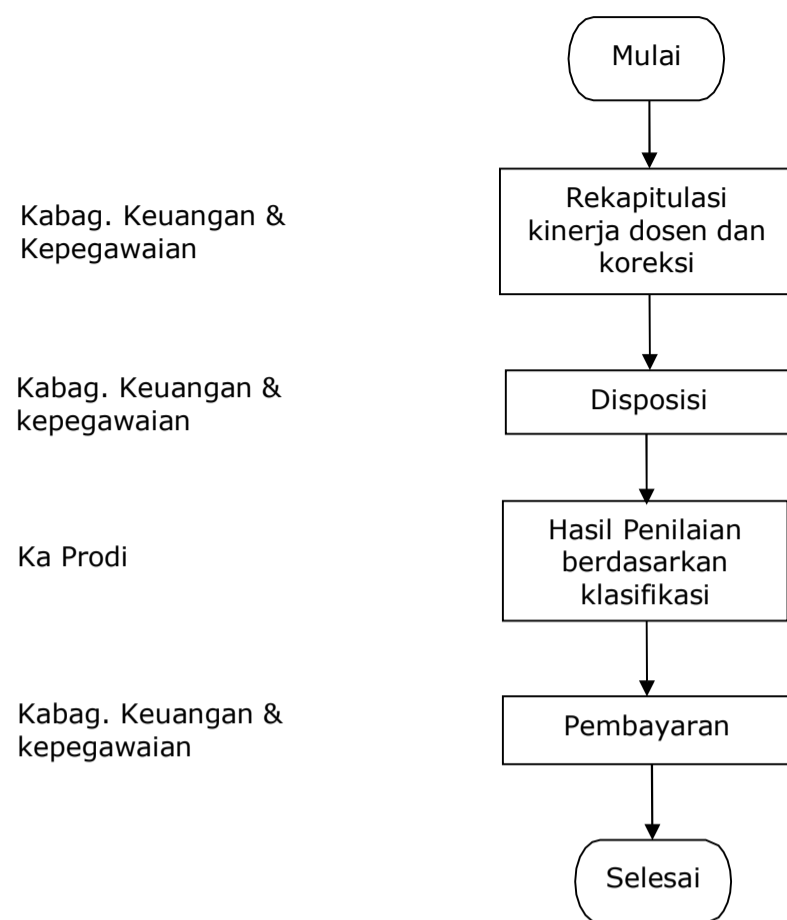 Mulai
Kabag. Keuangan &
Kepegawaian
Rekapitulasi
kinerja dosen dan
koreksi
Kabag. Keuangan &
kepegawaian
Disposisi
Ka Prodi
Hasil Penilaian
berdasarkan
klasifikasi
Kabag. Keuangan &
kepegawaian
Pembayaran
Selesai